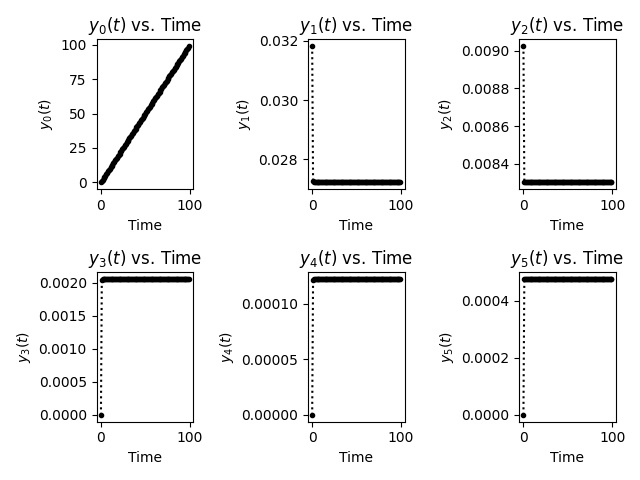 y₀(t) vs. Time
y₁(t) vs. Time
y₂(t) vs. Time
100
75
50
25
0
y₀(t)
0 100
Time
0.032
0.030
0.028
y₁(t)
0 100
Time
0.0090
0.0088
0.0086
0.0084
y₂(t)
0 100
Time
y₃(t) vs. Time
y₄(t) vs. Time
y₅(t) vs. Time
0.0020
0.0015
0.0010
0.0005
0.0000
y₃(t)
0 100
Time
0.00010
0.00005
0.00000
y₄(t)
0 100
Time
0.0004
0.0002
0.0000
y₅(t)
0 100
Time